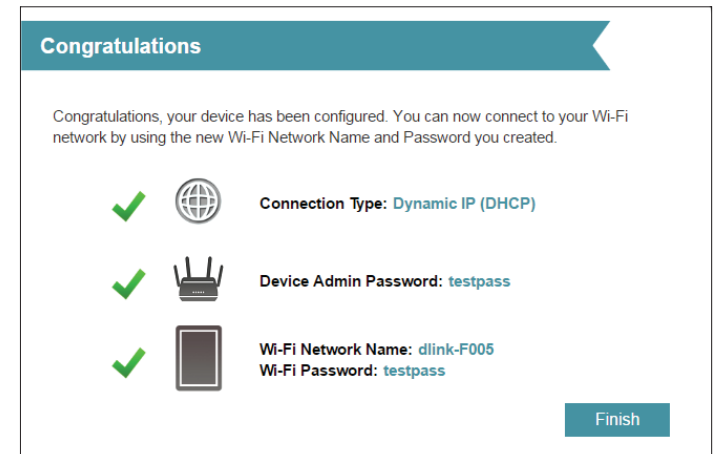 Congratulations
Congratulations, your device has been configured. You can now connect to your Wi-Fi
network by using the new Wi-Fi Network Name and Password you created.
Connection Type: Dynamic IP (DHCP)
Device Admin Password: testpass
Wi-Fi Network Name: dlink-F005
Wi-Fi Password: testpass
Finish